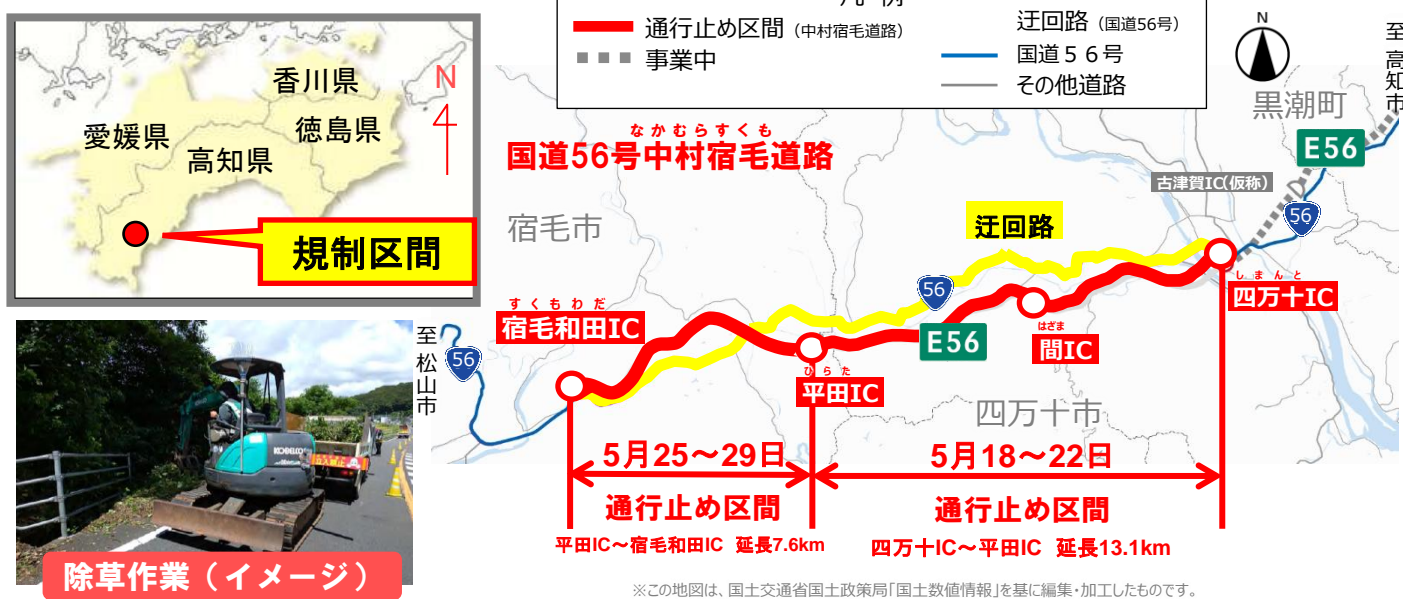 香川県
N
愛媛県
徳島県
高知県
規制区間
凡 例
通行止め区間（中村宿毛道路）
事業中
迂回路（国道56号）
国道５６号
その他道路
N
至高知市
黒潮町
E56
なかむらすくも
国道56号中村宿毛道路
古津賀IC(仮称)
56
宿毛市
迂回路
56
しまんと
四万十IC
すくもわだ
宿毛和田IC
E56
はざま
間IC
至松山市
56
ひらた
平田IC
四万十市
5月25～29日
5月18～22日
通行止め区間
通行止め区間
平田IC～宿毛和田IC 延長7.6km
四万十IC～平田IC 延長13.1km
KOBELCO
除草作業（イメージ）
※この地図は、国土交通省国土政策局「国土数値情報」を基に編集・加工したものです。